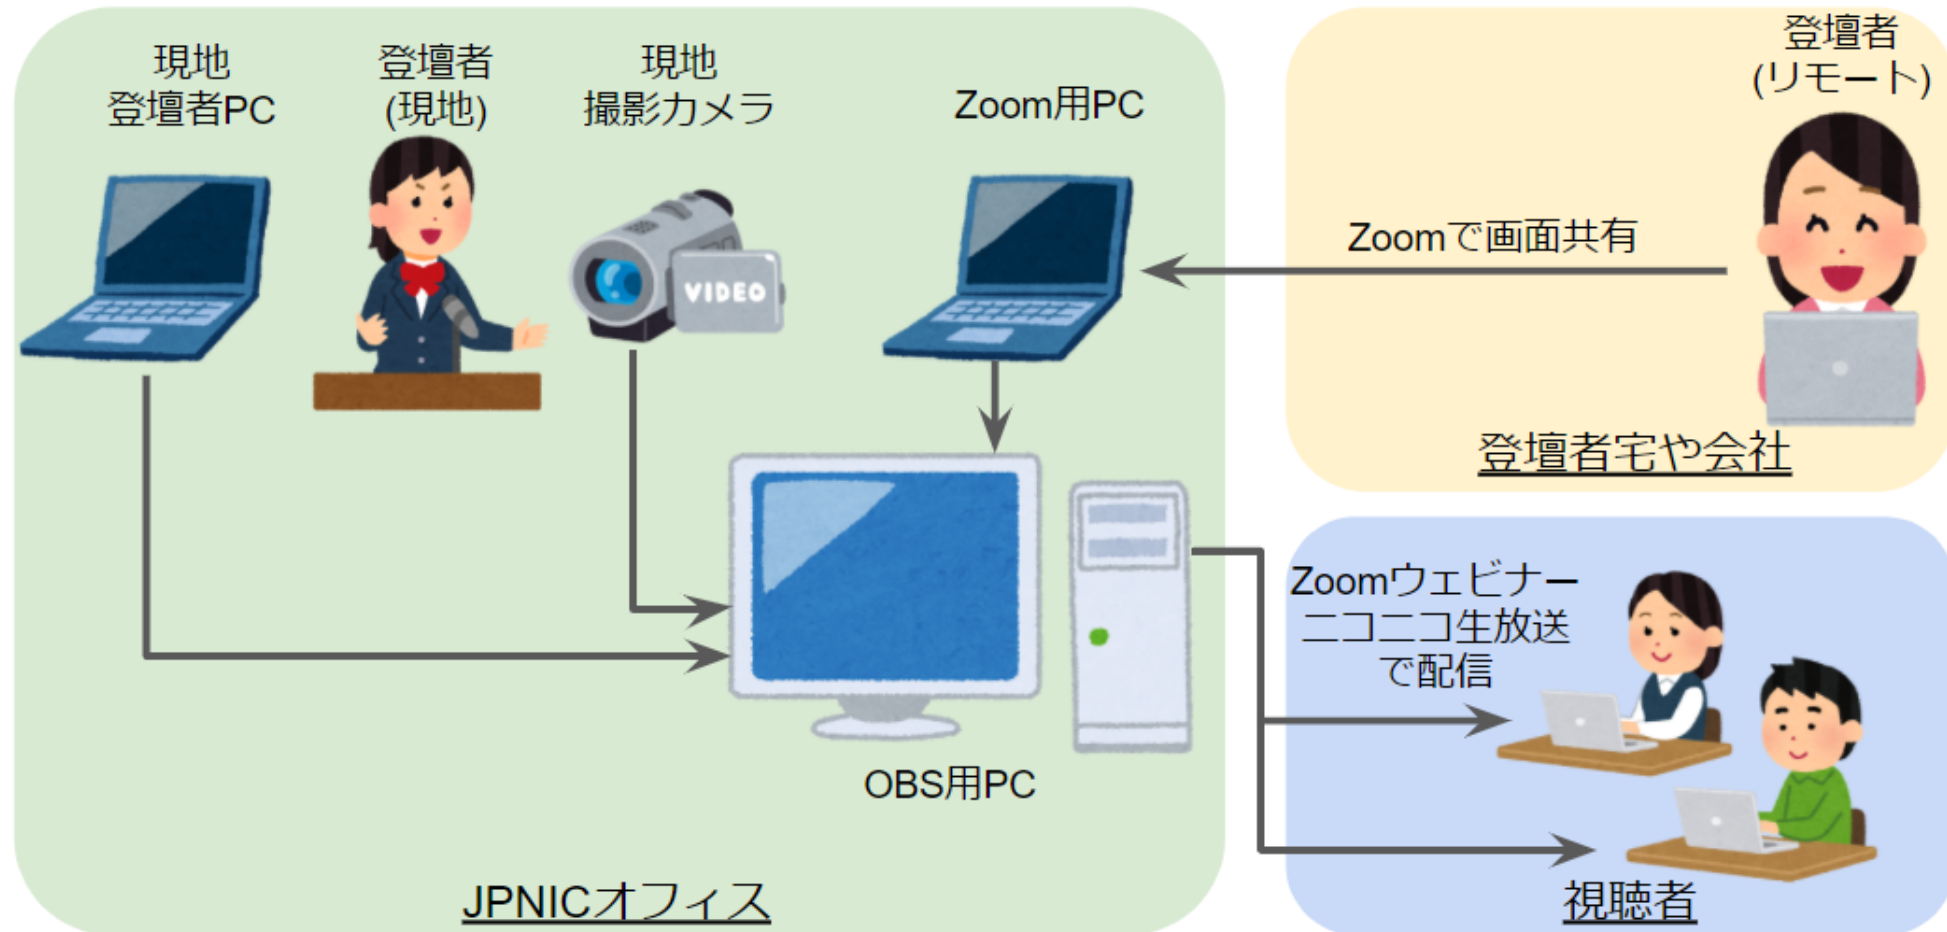 現地
登壇者PC
登壇者
(現地)
現地
撮影カメラ
Zoom用PC
VIDEO
OBS用PC
JPNICオフィス
登壇者
(リモート)
Zoomで画面共有
登壇者宅や会社
Zoomウェビナー
ニコニコ生放送
で配信
視聴者